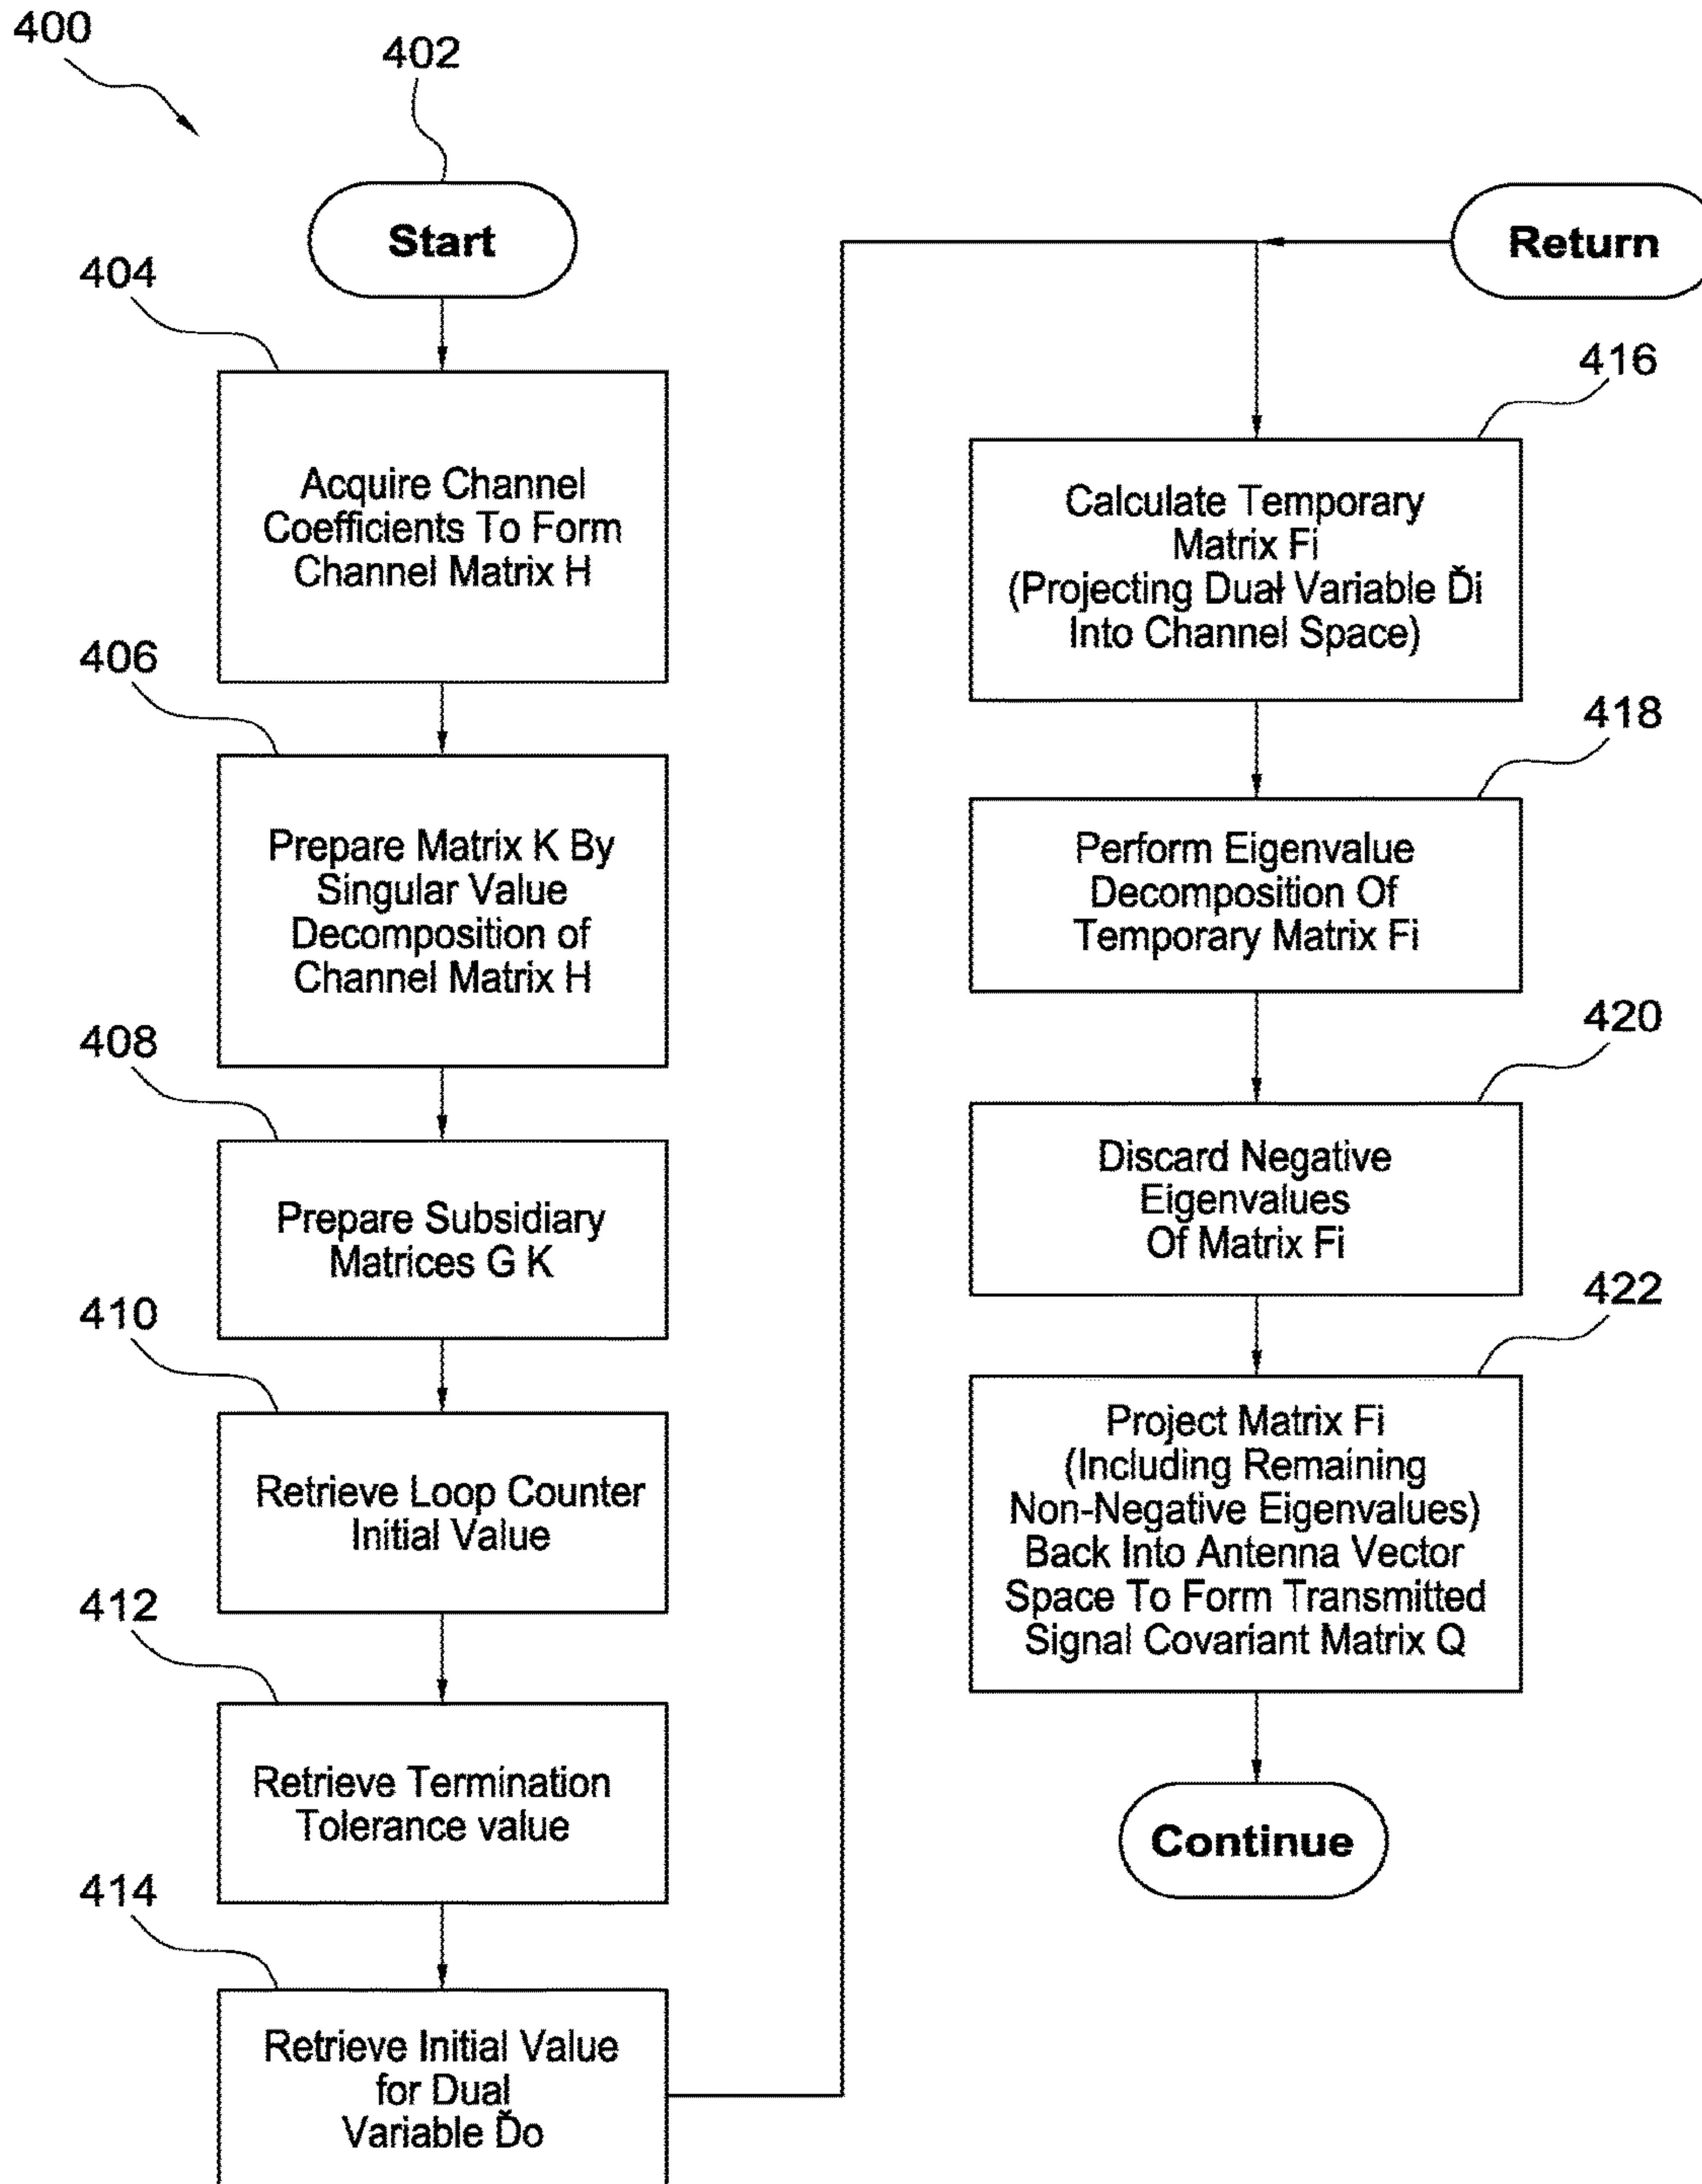 400
402
Start
404
Acquire Channel
Coefficients To Form
Channel Matrix H
406
Prepare Matrix K By
Singular Value
Decomposition of
Channel Matrix H
408
Prepare Subsidiary
Matrices G K
410
Retrieve Loop Counter
Initial Value
412
Retrieve Termination
Tolerance value
414
Retrieve Initial Value
for Dual
Variable Ďo
Return
416
Calculate Temporary
Matrix Fi
(Projecting Dual Variable Ďi
Into Channel Space)
418
Perform Eigenvalue
Decomposition Of
Temporary Matrix Fi
420
Discard Negative
Eigenvalues
Of Matrix Fi
422
Project Matrix Fi
(Including Remaining
Non-Negative Eigenvalues)
Back Into Antenna Vector
Space To Form Transmitted
Signal Covariant Matrix Q
Continue